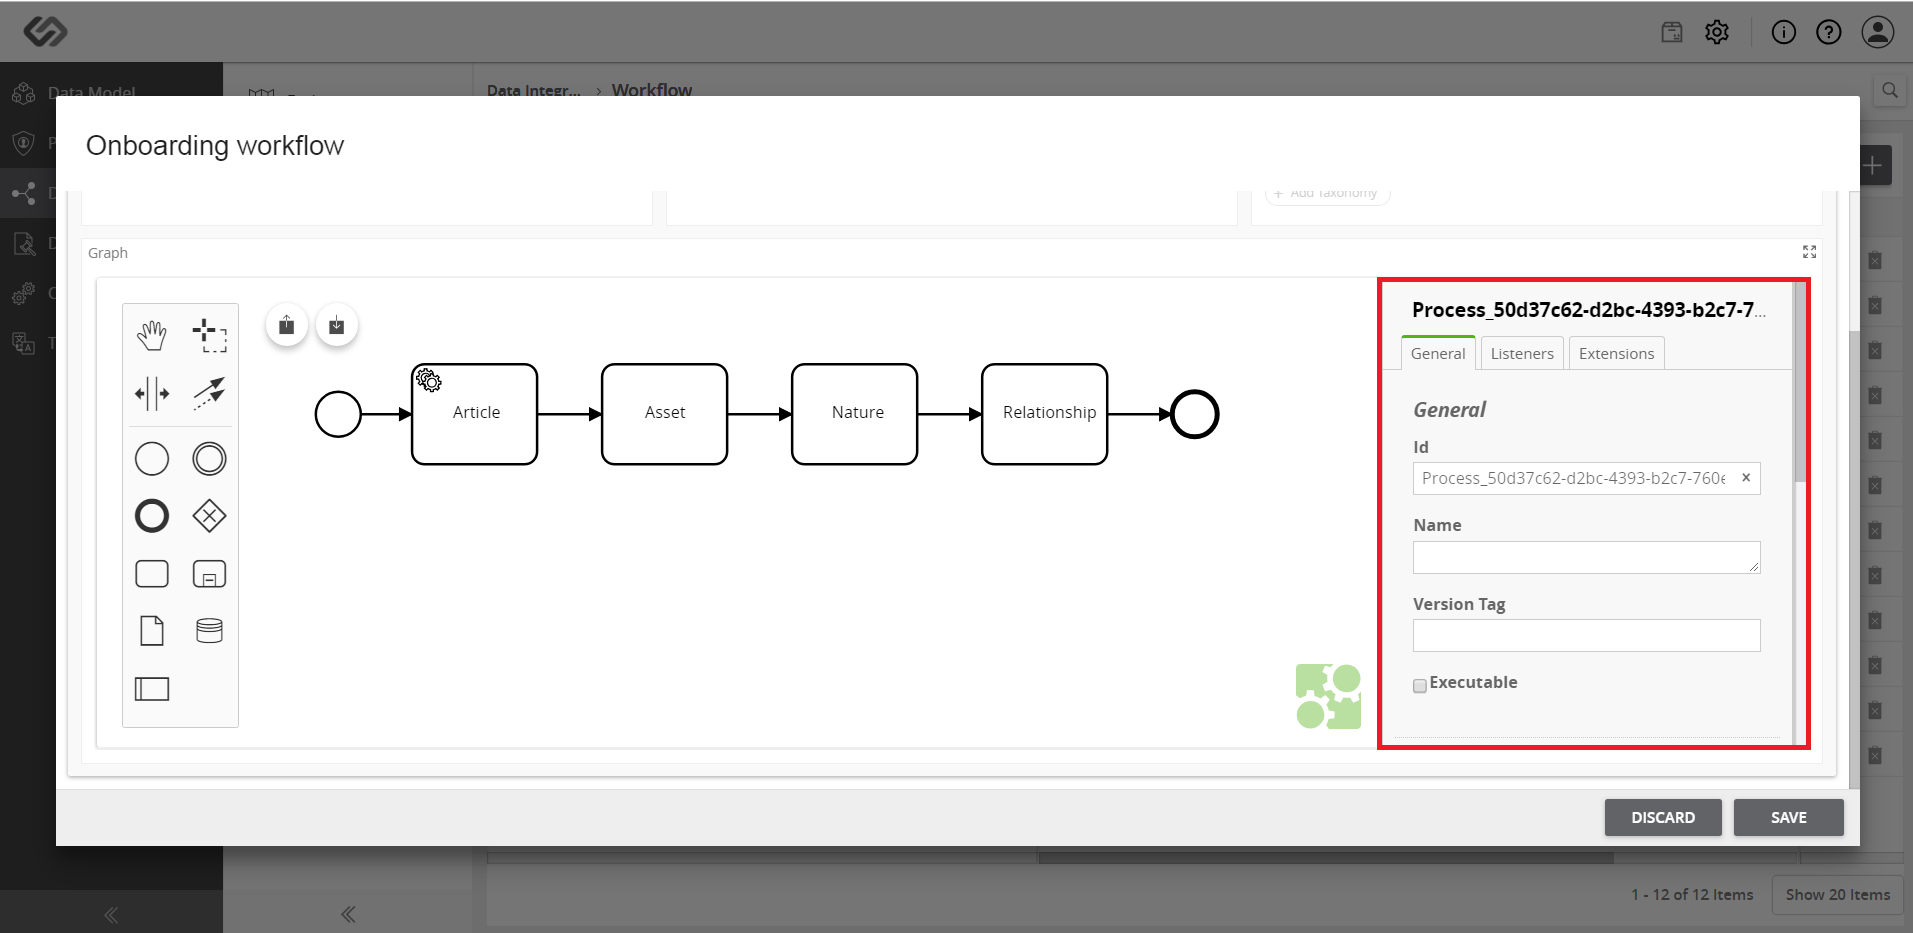 Data Model
Data Integr... > Workflow
Onboarding workflow
+ Add Taxonomy
Graph
Article
Asset
Nature
Relationship
Process_50d37c62-d2bc-4393-b2c7-7...
General
Listeners
Extensions
General
Id
Process_50d37c62-d2bc-4393-b2c7-760e
Name
Version Tag
Executable
DISCARD
SAVE
1 - 12 of 12 Items
Show 20 Items